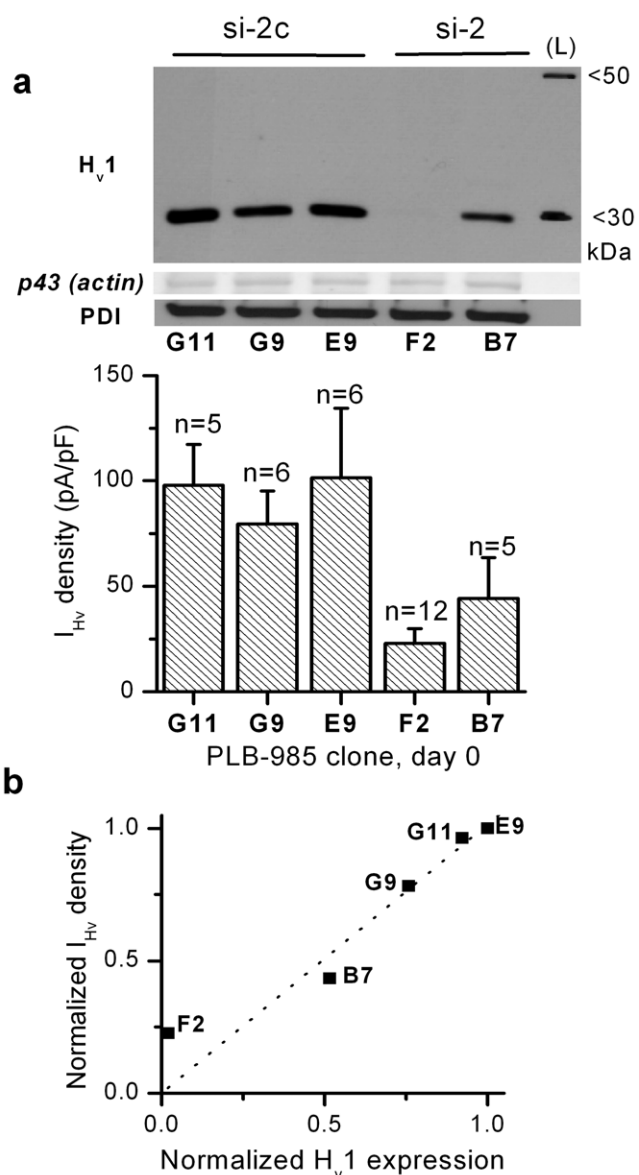 si-2c si-2 (L)
a
<50
Hv1
<30
kDa
p43 (actin)
PDI
G11 G9 E9 F2 B7
150
100
50
0
IHv density (pA/pF)
n=5
n=6
n=6
n=12
n=5
G11 G9 E9 F2 B7
PLB-985 clone, day 0
b
1.0
0.5
0.0
Normalized IHv density
G11
E9
G9
B7
F2
0.0 0.5 1.0
Normalized Hv1 expression